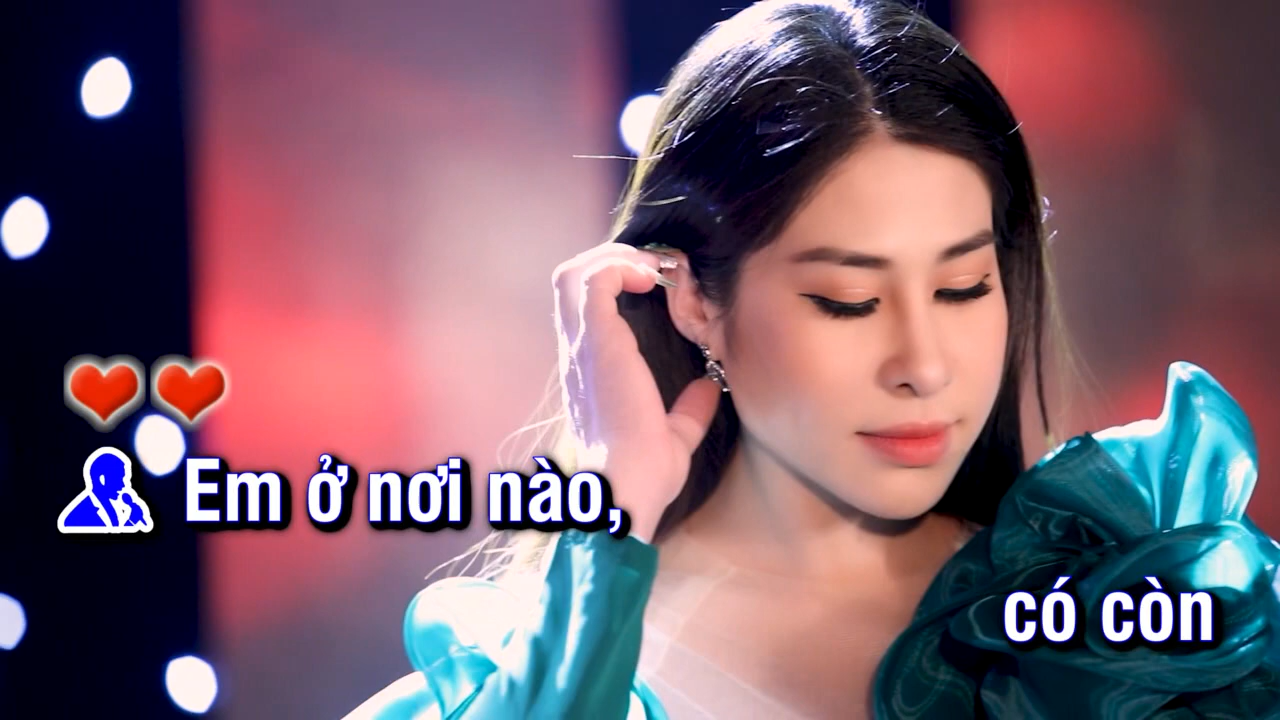 Em ở nơi nào,
có còn